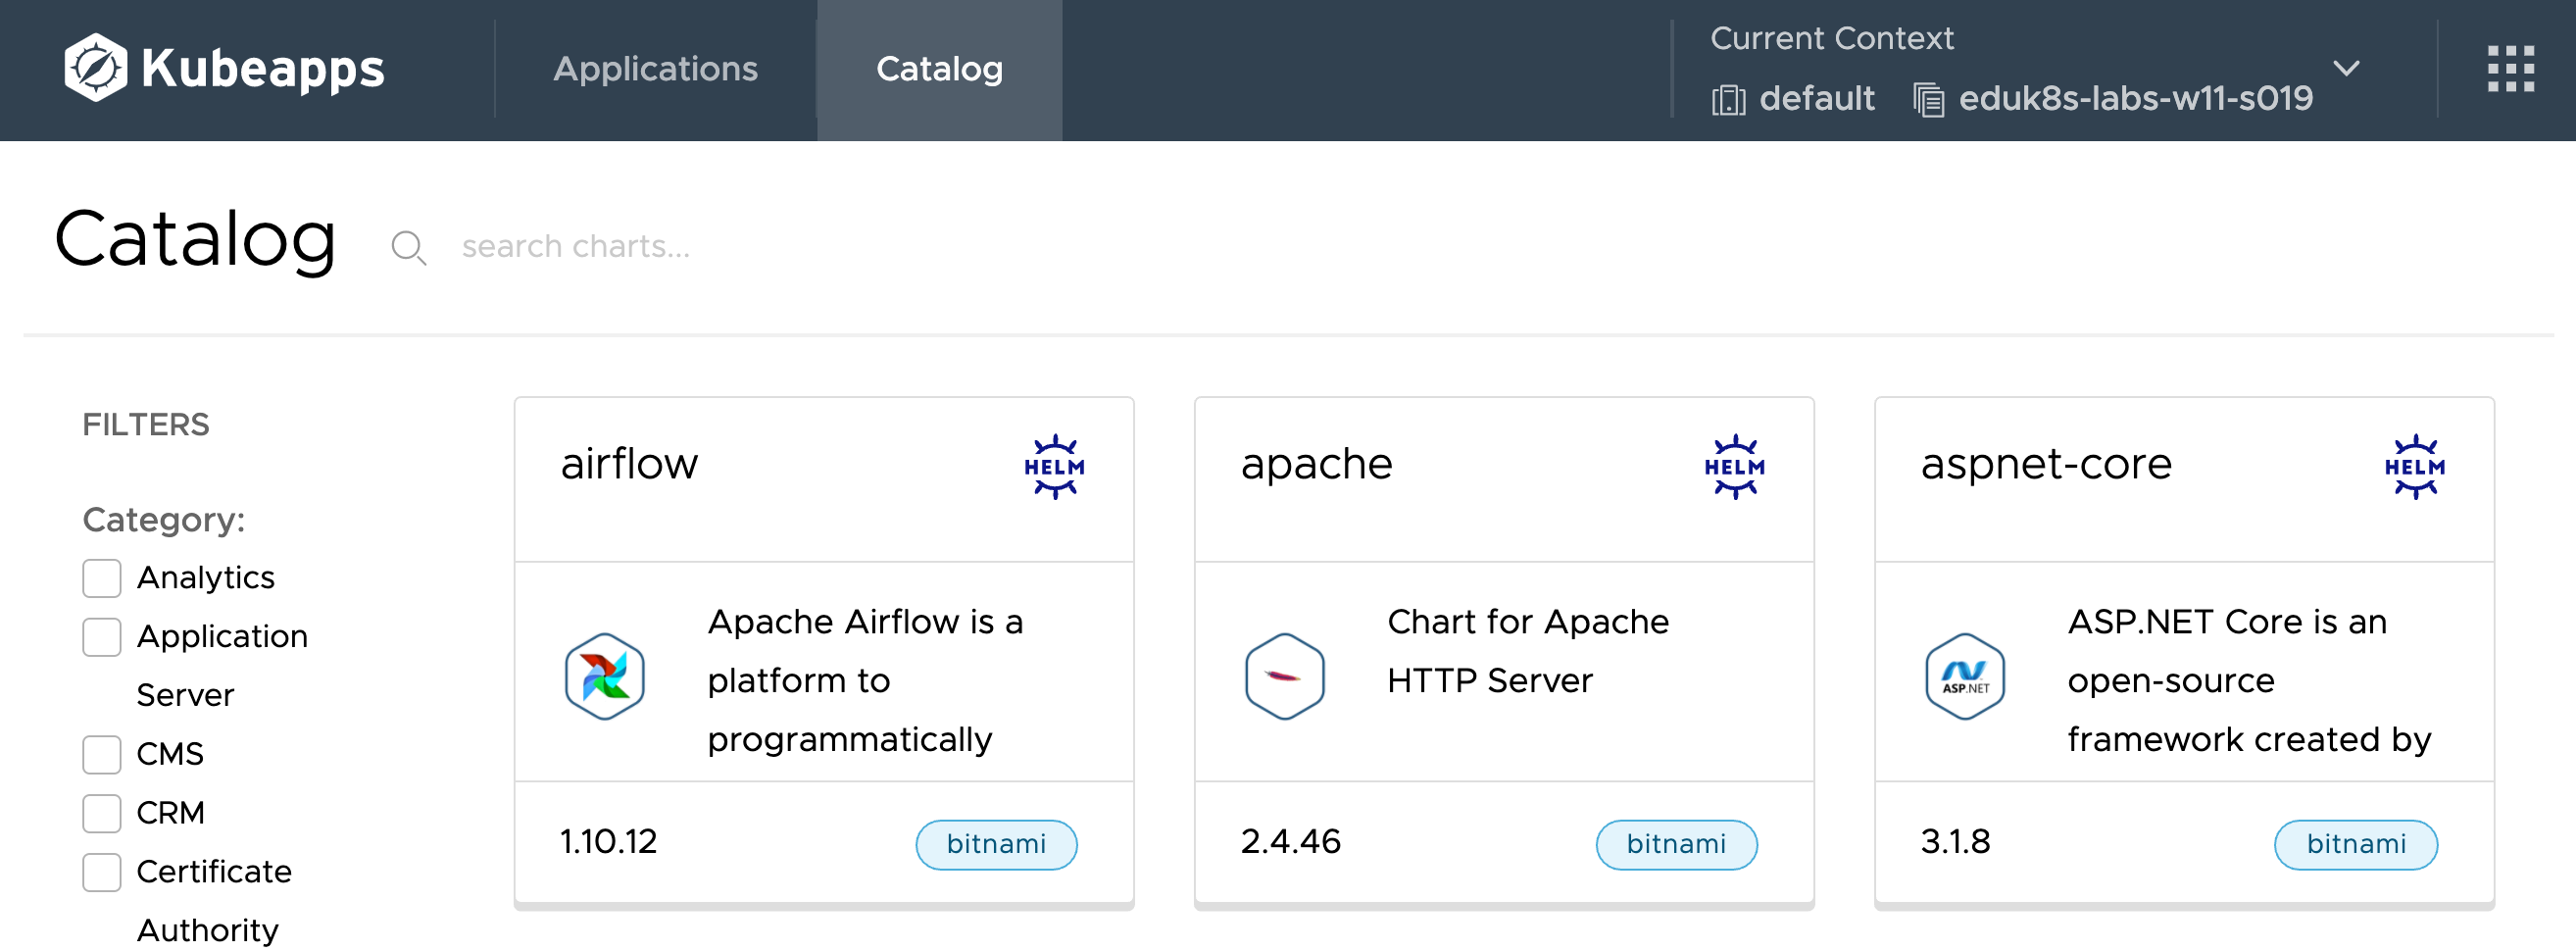 Kubeapps
Applications
Catalog
Current Context
default
eduk8s-labs-w11-s019
Catalog
search charts...
FILTERS
Category:
Analytics
Application
Server
CMS
CRM
Certificate
Authority
airflow
HELM
Apache Airflow is a
platform to
programmatically
1.10.12
bitnami
apache
HELM
Chart for Apache
HTTP Server
2.4.46
bitnami
aspnet-core
HELM
ASP.NET
ASP.NET Core is an
open-source
framework created by
3.1.8
bitnami